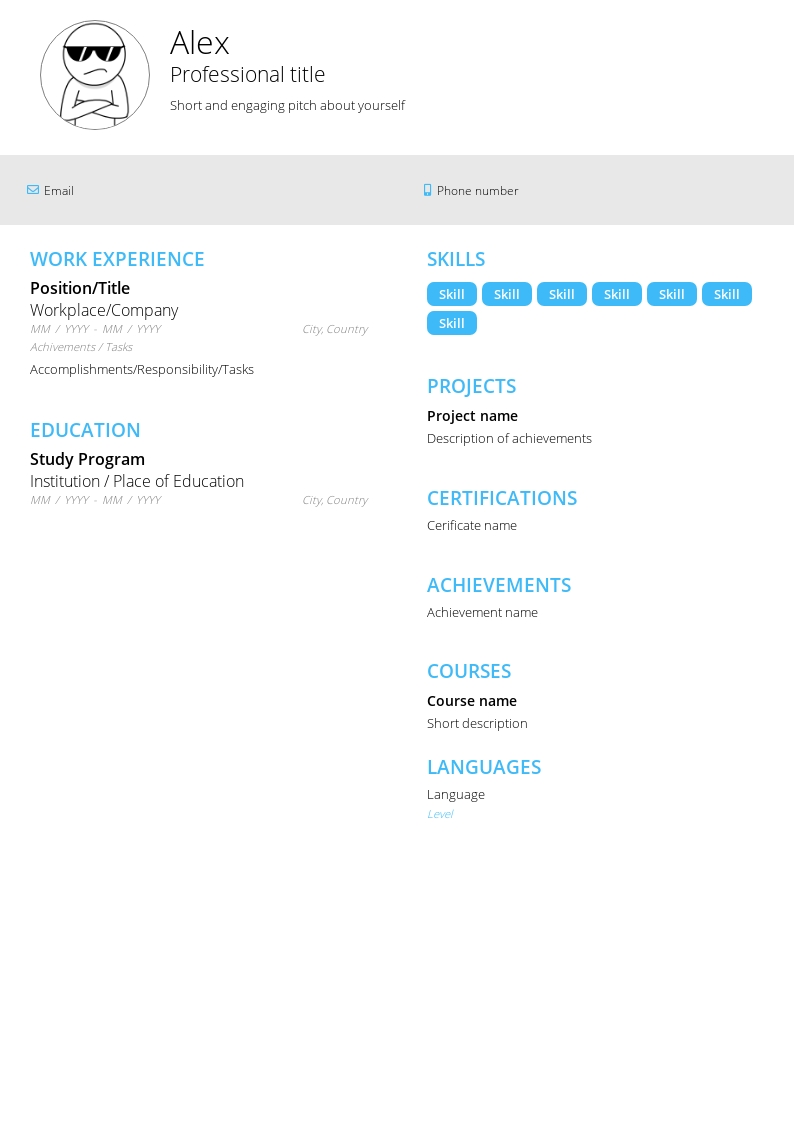 Alex
Professional title
Short and engaging pitch about yourself
Email
Phone number
WORK EXPERIENCE
Position/Title
Workplace/Company
MM / YYYY - MM / YYYY City, Country
Achivements / Tasks
Accomplishments/Responsibility/Tasks
EDUCATION
Study Program
Institution / Place of Education
MM / YYYY - MM / YYYY City, Country
SKILLS
Skill Skill Skill Skill Skill Skill
Skill
PROJECTS
Project name
Description of achievements
CERTIFICATIONS
Cerificate name
ACHIEVEMENTS
Achievement name
COURSES
Course name
Short description
LANGUAGES
Language
Level